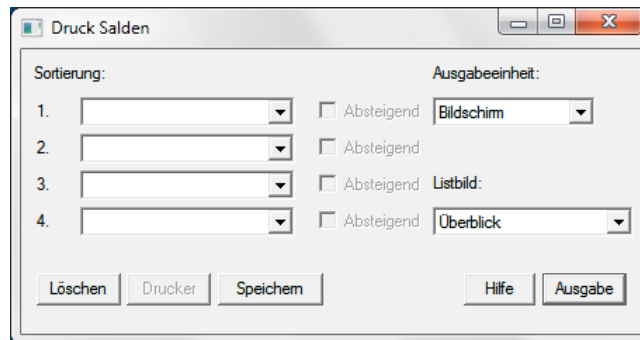 Druck Salden
Sortierung: Ausgabeeinheit:
1. Absteigend Bildschirm
2. Absteigend
3. Absteigend Listbild:
4. Absteigend Überblick
Löschen Drucker Speichern Hilfe Ausgabe